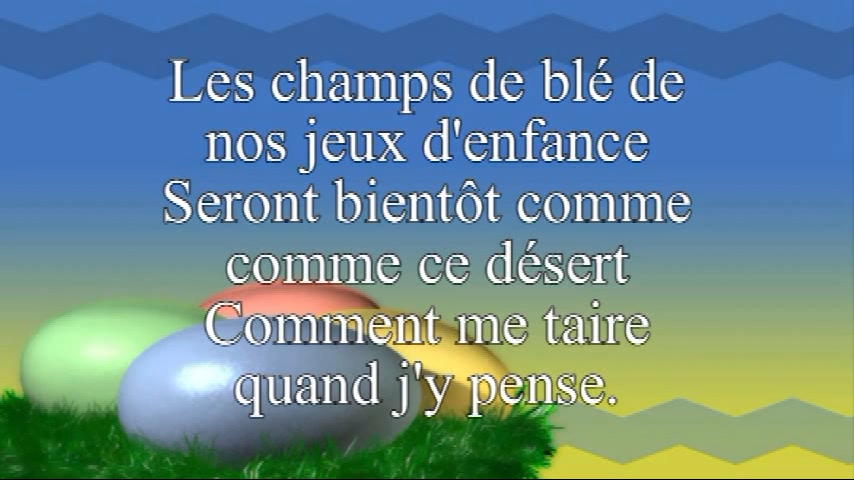 Les champs de blé de
nos jeux d'enfance
Seront bientôt comme
comme ce désert
Comment me taire
quand j'y pense.